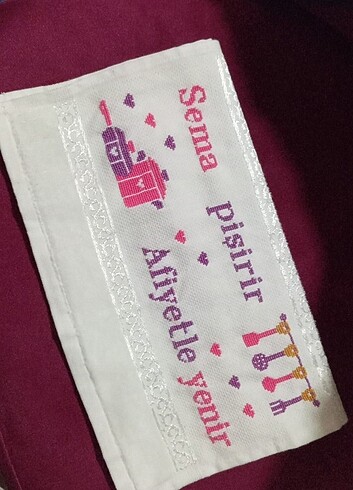 Sema pişirir
Afiyetle yenir